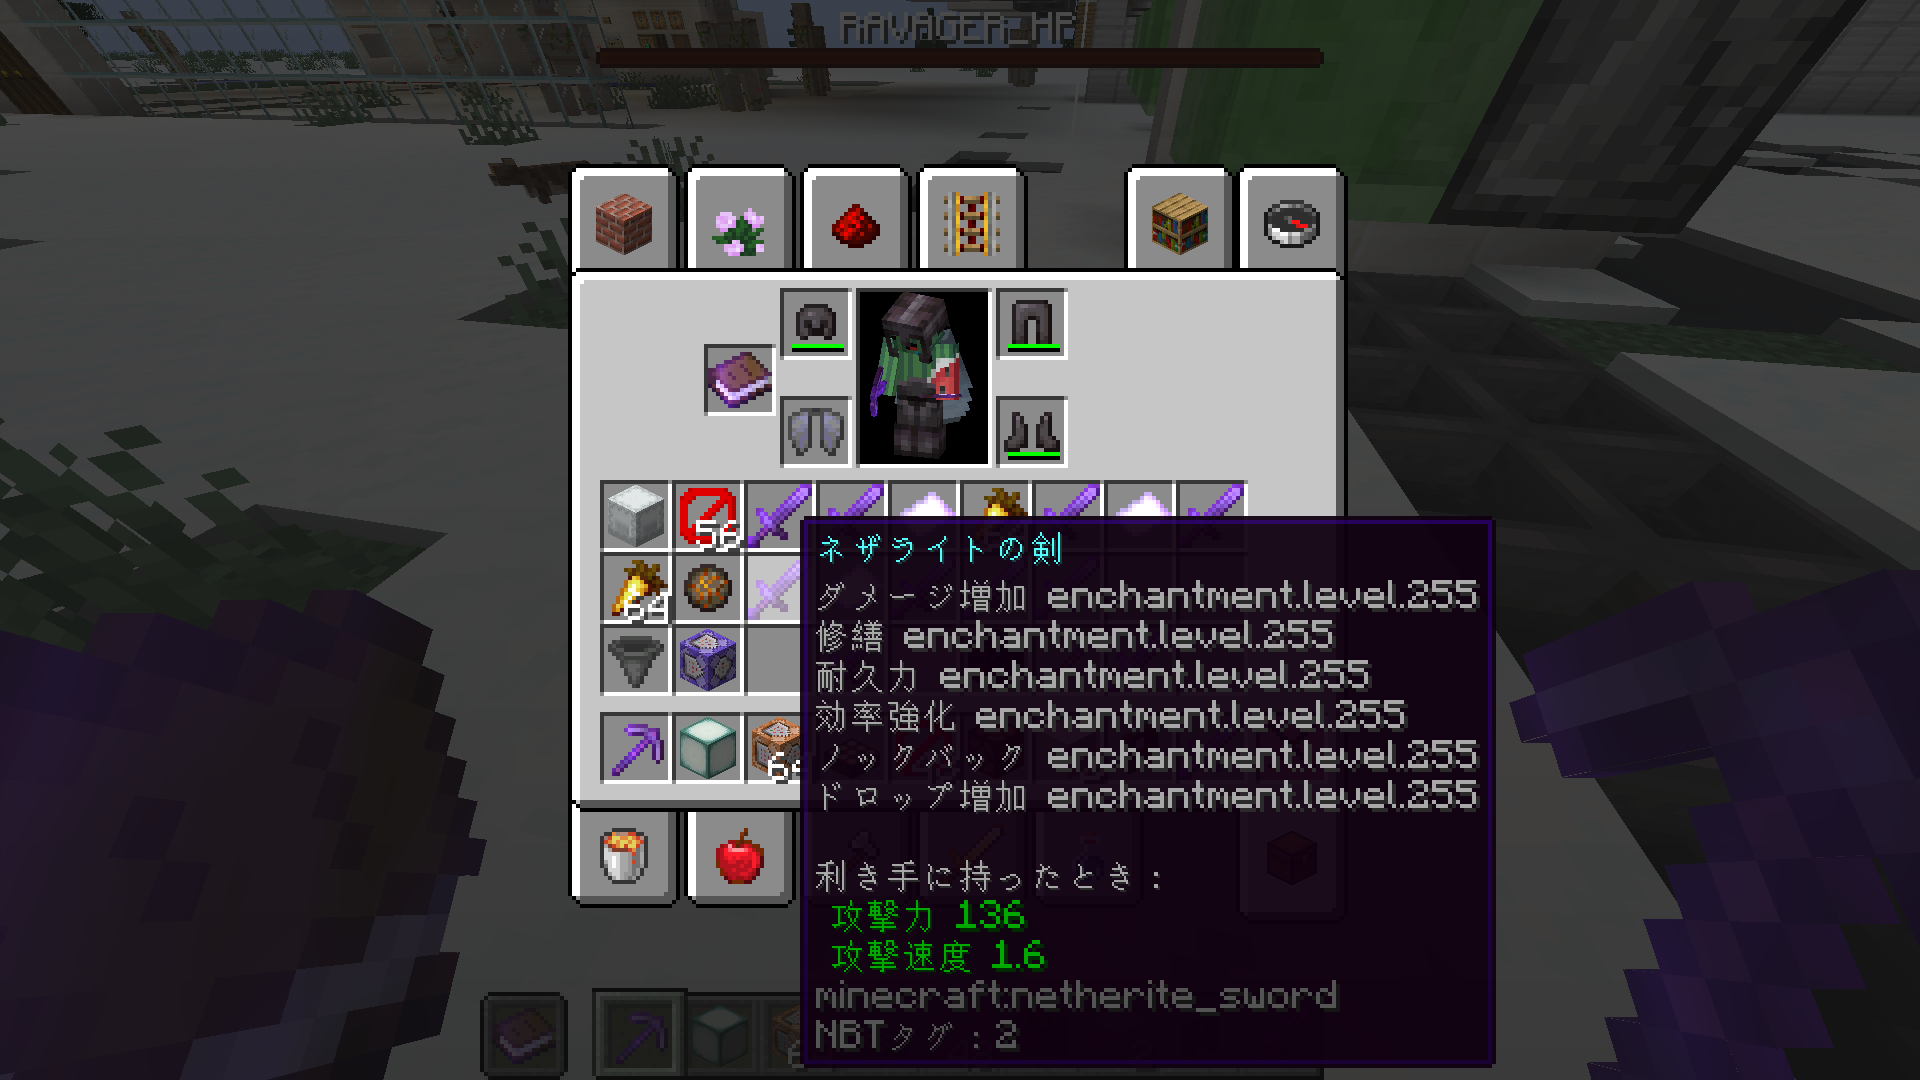 RAVAGER_HP
56
64
64
ネザライトの剣
ダメージ増加 enchantment.level.255
修繕 enchantment.level.255
耐久力 enchantment.level.255
効率強化 enchantment.level.255
ノックバック enchantment.level.255
ドロップ増加 enchantment.level.255
利き手に持ったとき：
攻撃力 136
攻撃速度 1.6
minecraft:netherite_sword
NBTタグ：2